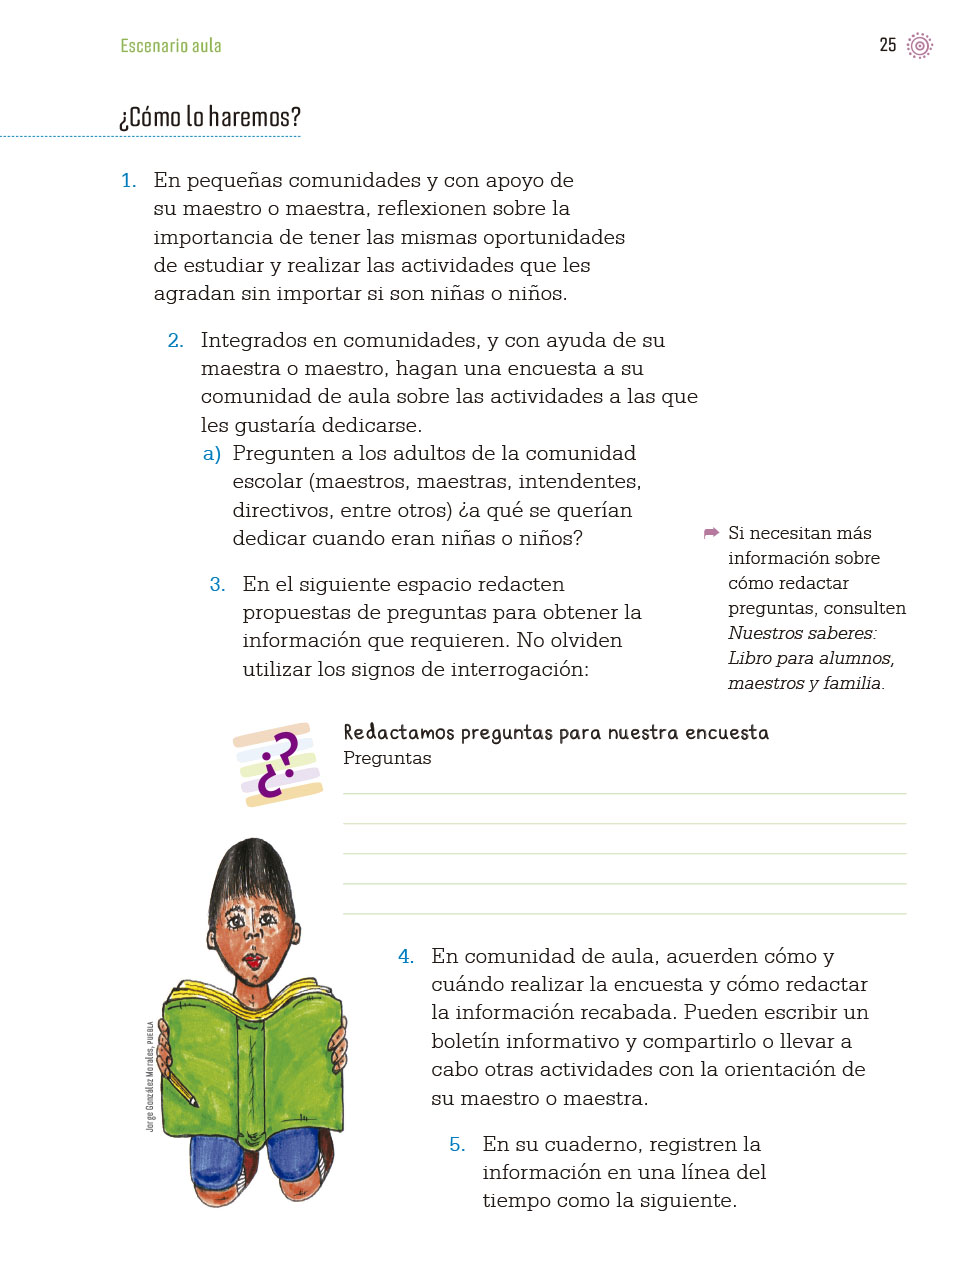 Escenario aula
25
¿Cómo lo haremos?
1. En pequeñas comunidades y con apoyo de
su maestro o maestra, reflexionen sobre la
importancia de tener las mismas oportunidades
de estudiar y realizar las actividades que les
agradan sin importar si son niñas o niños.
2. Integrados en comunidades, y con ayuda de su
maestra o maestro, hagan una encuesta a su
comunidad de aula sobre las actividades a las que
les gustaría dedicarse.
a) Pregunten a los adultos de la comunidad
escolar (maestros, maestras, intendentes,
directivos, entre otros) ¿a qué se querían
dedicar cuando eran niñas o niños?
3. En el siguiente espacio redacten
propuestas de preguntas para obtener la
información que requieren. No olviden
utilizar los signos de interrogación:
Si necesitan más
información sobre
cómo redactar
preguntas, consulten
Nuestros saberes:
Libro para alumnos,
maestros y familia.
¿?
Redactamos preguntas para nuestra encuesta
Preguntas
Jorge González Morales, PUEBLA
4. En comunidad de aula, acuerden cómo y
cuándo realizar la encuesta y cómo redactar
la información recabada. Pueden escribir un
boletín informativo y compartirlo o llevar a
cabo otras actividades con la orientación de
su maestro o maestra.
5. En su cuaderno, registren la
información en una línea del
tiempo como la siguiente.